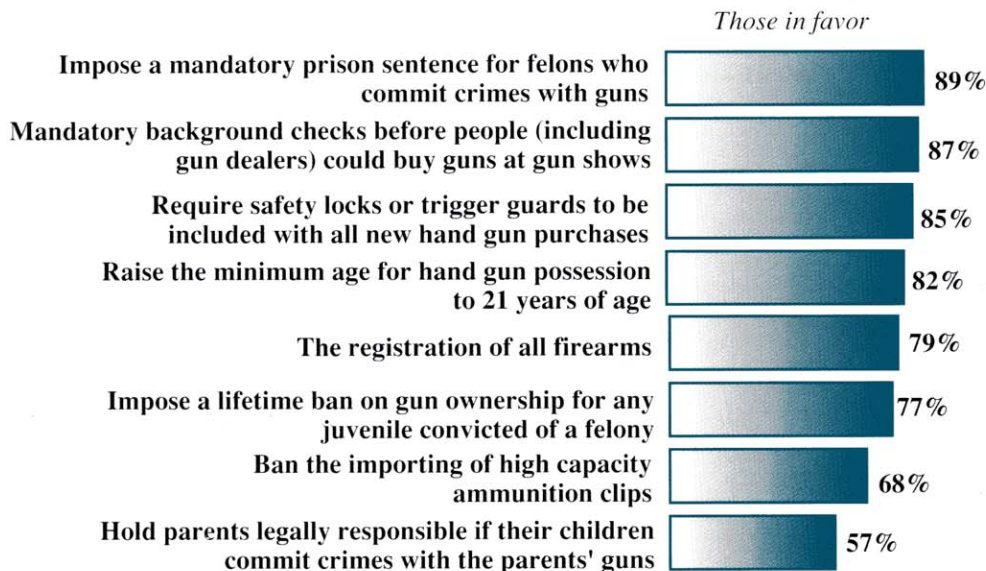 Those in favor
Impose a mandatory prison sentence for felons who
commit crimes with guns
89%
Mandatory background checks before people (including
gun dealers) could buy guns at gun shows
87%
Require safety locks or trigger guards to be
included with all new hand gun purchases
85%
Raise the minimum age for hand gun possession
to 21 years of age
82%
The registration of all firearms
79%
Impose a lifetime ban on gun ownership for any
juvenile convicted of a felony
77%
Ban the importing of high capacity
ammunition clips
68%
Hold parents legally responsible if their children
commit crimes with the parents' guns
57%